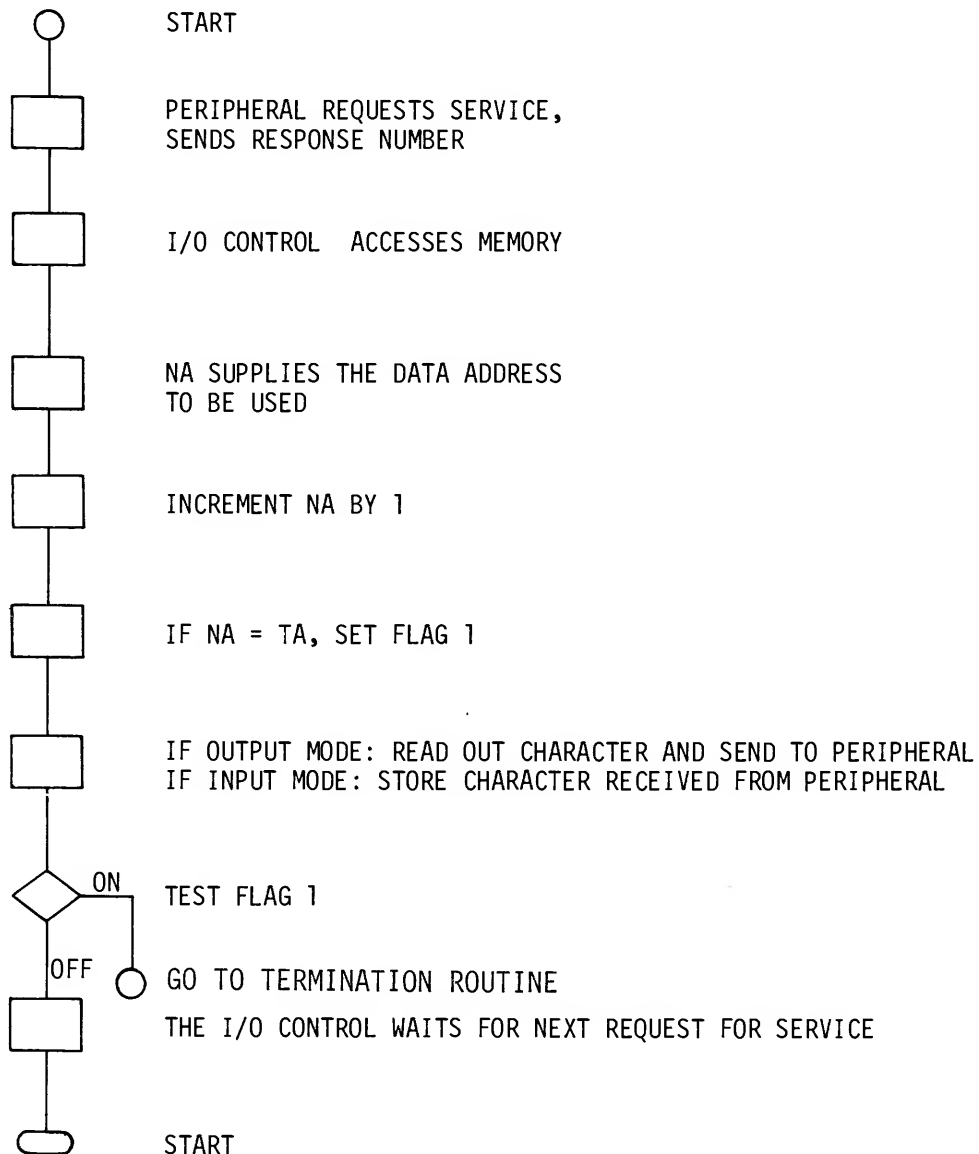 START
PERIPHERAL REQUESTS SERVICE,
SENDS RESPONSE NUMBER
I/O CONTROL ACCESSES MEMORY
NA SUPPLIES THE DATA ADDRESS
TO BE USED
INCREMENT NA BY 1
IF NA = TA, SET FLAG 1
IF OUTPUT MODE: READ OUT CHARACTER AND SEND TO PERIPHERAL
IF INPUT MODE: STORE CHARACTER RECEIVED FROM PERIPHERAL
ON
TEST FLAG 1
OFF
GO TO TERMINATION ROUTINE
THE I/O CONTROL WAITS FOR NEXT REQUEST FOR SERVICE
START